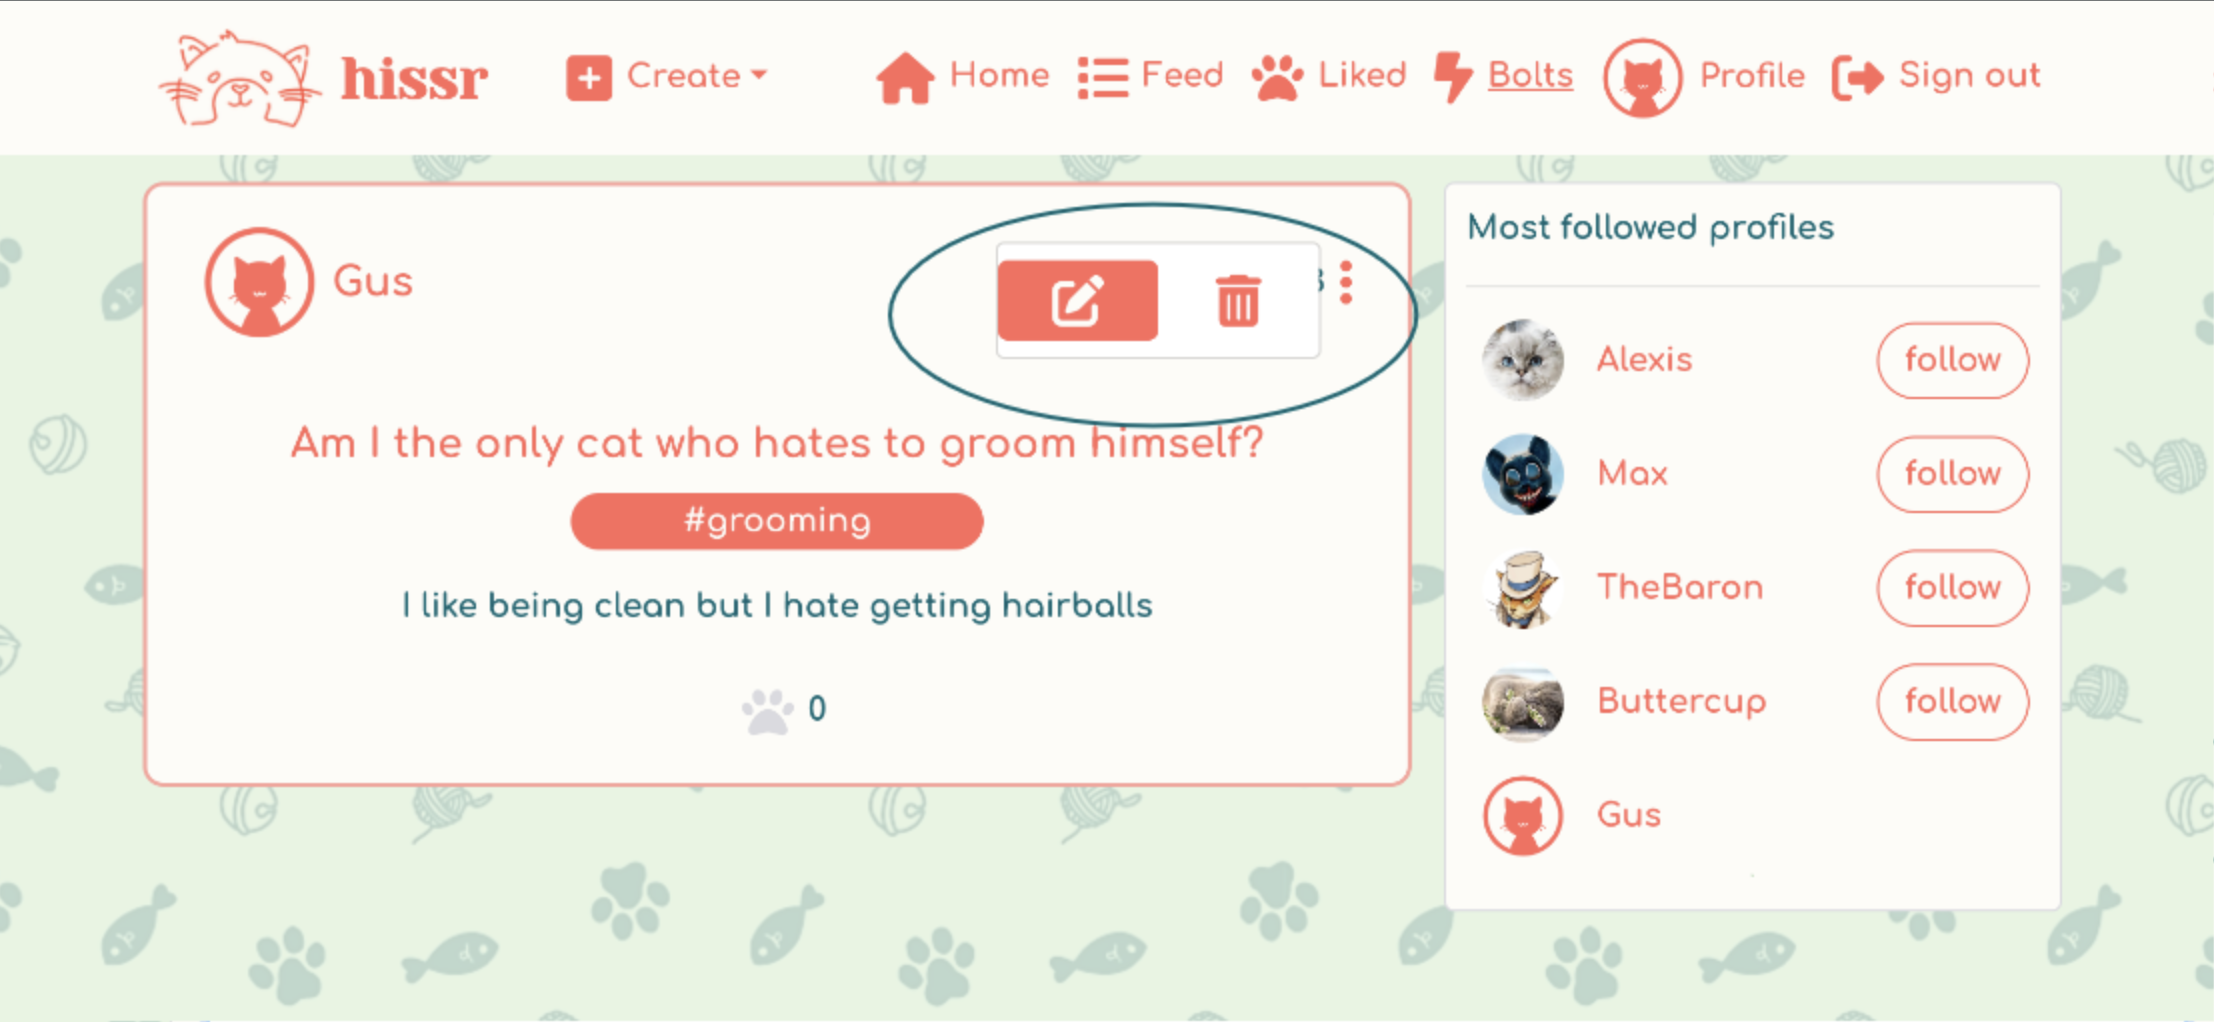 hissr
Create
Home
Feed
Liked
Bolts
Profile
Sign out
Gus
Am I the only cat who hates to groom himself?
#grooming
I like being clean but I hate getting hairballs
0
Most followed profiles
Alexis
follow
Max
follow
TheBaron
follow
Buttercup
follow
Gus